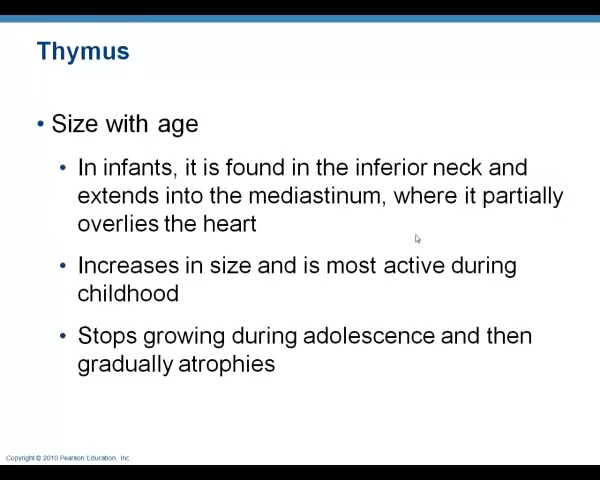 Thymus
• Size with age
• In infants, it is found in the inferior neck and
extends into the mediastinum, where it partially
overlies the heart
• Increases in size and is most active during
childhood
• Stops growing during adolescence and then
gradually atrophies
Copyright © 2010 Pearson Education, Inc.